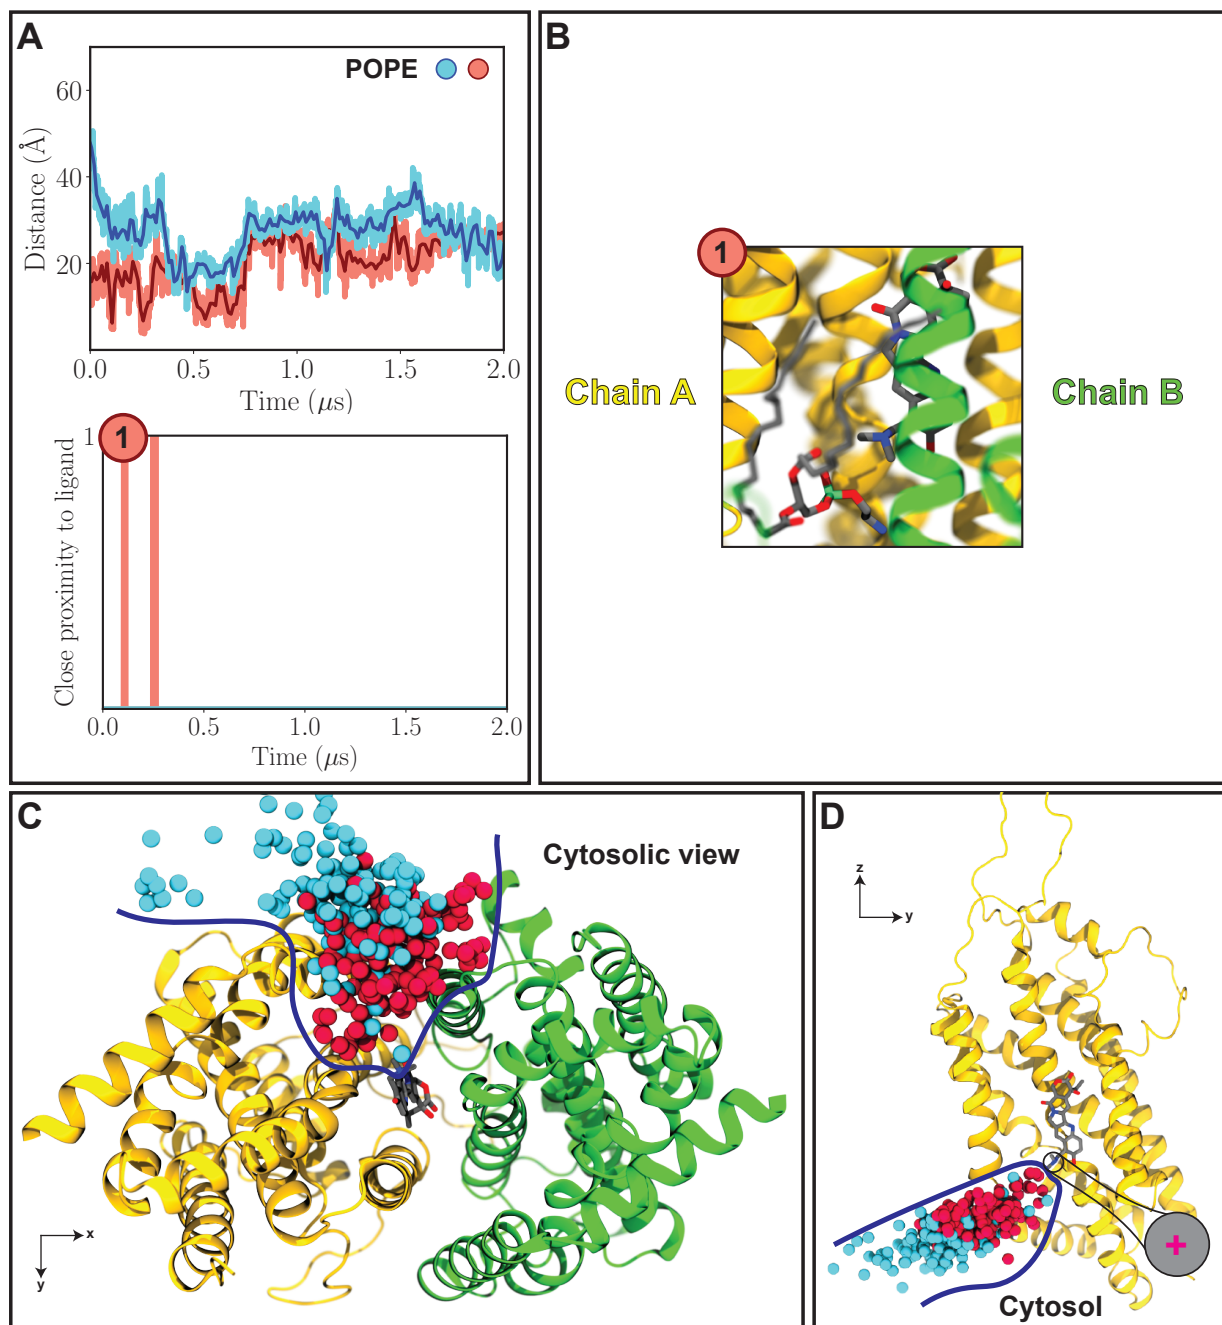 A
POPE
Distance (Å)
60
40
20
0.0 0.5 1.0 1.5 2.0
Time (μs)
1
1
Close proximity to ligand
0.0 0.5 1.0 1.5 2.0
Time (μs)
B
1
Chain A
Chain B
C
Cytosolic view
x
y
D
z
y
+
Cytosol